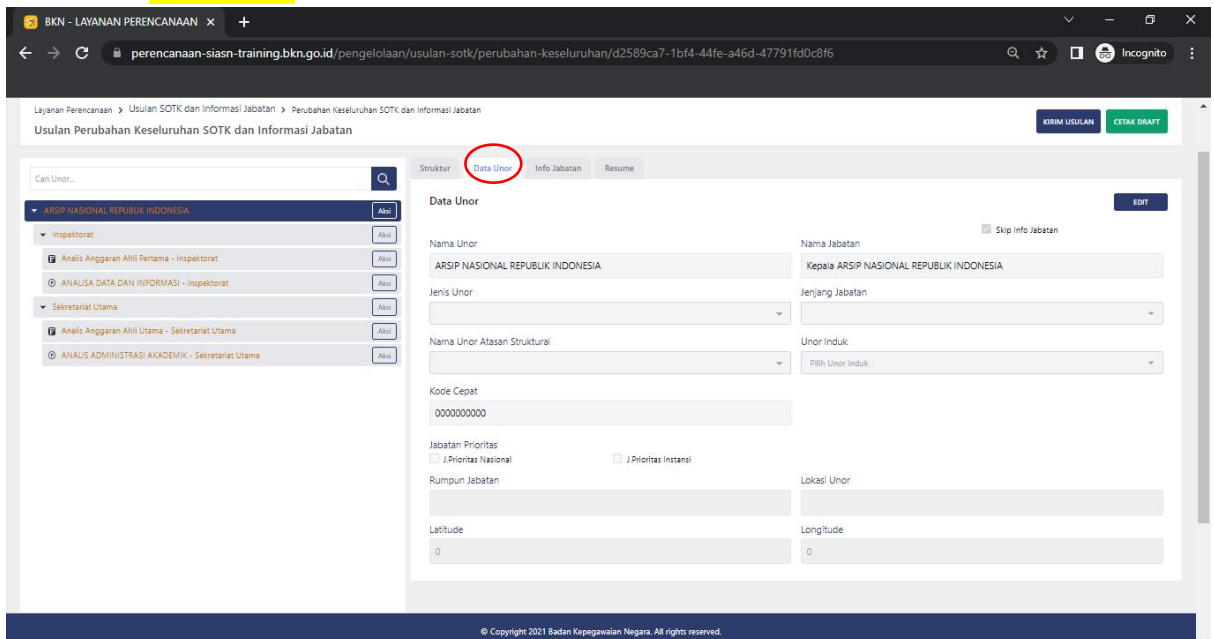 BKN - LAYANAN PERENCANAAN
perencanaan-siasn-training.bkn.go.id/pengelolaan/usulan-sotk/perubahan-keseluruhan/d2589ca7-1bf4-44fe-a46d-47791fd0c8f6
Incognito
Layanan Perencanaan > Usulan SOTK dan Informasi Jabatan > Perubahan Keseluruhan SOTK dan Informasi Jabatan
Usulan Perubahan Keseluruhan SOTK dan Informasi Jabatan
KIRIM USULAN CETAK DRAFT
Cari Unor...
ARSIP NASIONAL REPUBLIK INDONESIA Aksi
Inspektorat Aksi
Analis Anggaran Ahli Pertama - Inspektorat Aksi
ANALISA DATA DAN INFORMASI - Inspektorat Aksi
Sekretariat Utama Aksi
Analis Anggaran Ahli Utama - Sekretariat Utama Aksi
ANALIS ADMINISTRASI AKADEMIK - Sekretariat Utama Aksi
Struktur Data Unor Info Jabatan Resume
Data Unor EDIT
Skip Info Jabatan
Nama Unor Nama Jabatan
ARSIP NASIONAL REPUBLIK INDONESIA Kepala ARSIP NASIONAL REPUBLIK INDONESIA
Jenis Unor Jenjang Jabatan
Nama Unor Atasan Struktural Unor Induk
Pilih Unor Induk
Kode Cepat
0000000000
Jabatan Prioritas
J.Prioritas Nasional J.Prioritas Instansi
Rumpun Jabatan Lokasi Unor
Latitude Longitude
0 0
© Copyright 2021 Badan Kepegawaian Negara. All rights reserved.